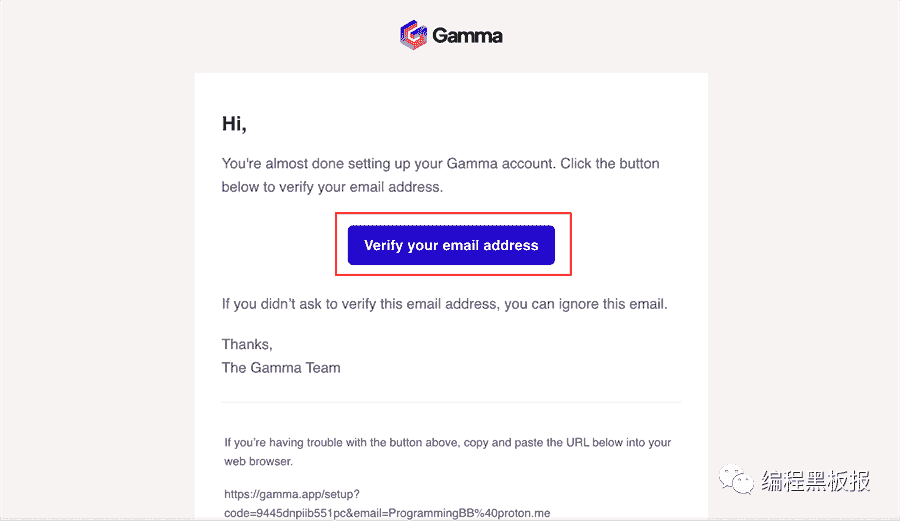 Gamma
Hi,
You're almost done setting up your Gamma account. Click the button
below to verify your email address.
Verify your email address
If you didn’t ask to verify this email address, you can ignore this email.
Thanks,
The Gamma Team
If you’re having trouble with the button above, copy and paste the URL below into your
web browser.
https://gamma.app/setup?
code=9445dnpiib551pc&email=ProgrammingBB%40proton.me
编程黑板报